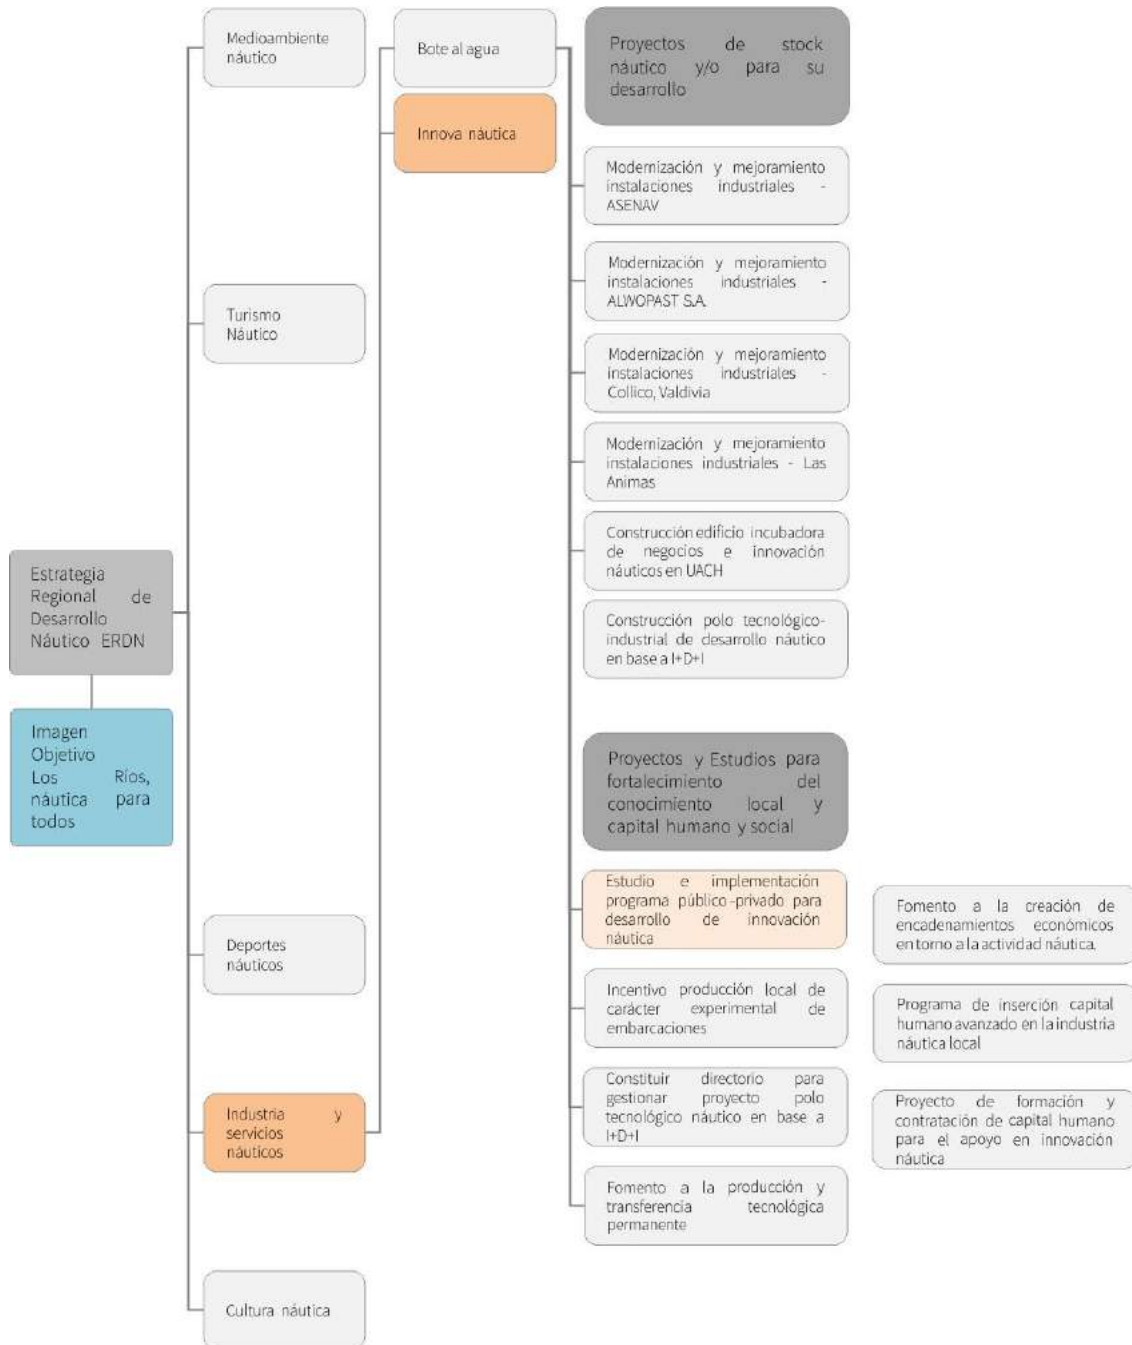 Estrategia
Regional de
Desarrollo
Náutico ERDN
Imagen
Objetivo
Los Ríos,
náutica para
todos
Medioambiente
náutico
Turismo
Náutico
Deportes
náuticos
Industria y
servicios
náuticos
Cultura náutica
Bote al agua
Innova náutica
Proyectos de stock
náutico y/o para su
desarrollo
Modernización y mejoramiento
instalaciones industriales -
ASENAV
Modernización y mejoramiento
instalaciones industriales -
ALWOPAST S.A.
Modernización y mejoramiento
instalaciones industriales -
Collico, Valdivia
Modernización y mejoramiento
instalaciones industriales - Las
Animas
Construcción edificio incubadora
de negocios e innovación
náuticos en UACH
Construcción polo tecnológico-
industrial de desarrollo náutico
en base a I+D+I
Proyectos y Estudios para
fortalecimiento del
conocimiento local y
capital humano y social
Estudio e implementación
programa público-privado para
desarrollo de innovación
náutica
Incentivo producción local de
carácter experimental de
embarcaciones
Constituir directorio para
gestionar proyecto polo
tecnológico náutico en base a
I+D+I
Fomento a la producción y
transferencia tecnológica
permanente
Fomento a la creación de
encadenamientos económicos
en torno a la actividad náutica.
Programa de inserción capital
humano avanzado en la industria
náutica local
Proyecto de formación y
contratación de capital humano
para el apoyo en innovación
náutica